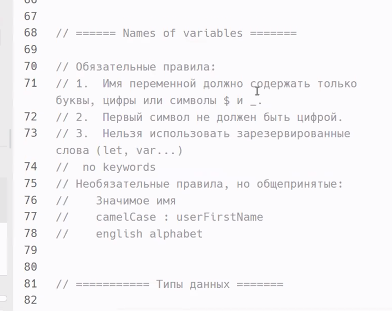 67
68 // ====== Names of variables =======
69
70 // Обязательные правила:
71 // 1.  Имя переменной должно содержать только
буквы, цифры или символы $ и _.
72 // 2.  Первый символ не должен быть цифрой.
73 // 3.  Нельзя использовать зарезервированные
слова (let, var...)
74 //  no keywords
75 // Необязательные правила, но общепринятые:
76 //    Значимое имя
77 //    camelCase : userFirstName
78 //    english alphabet
79
80
81 // =========== Типы данных =======
82